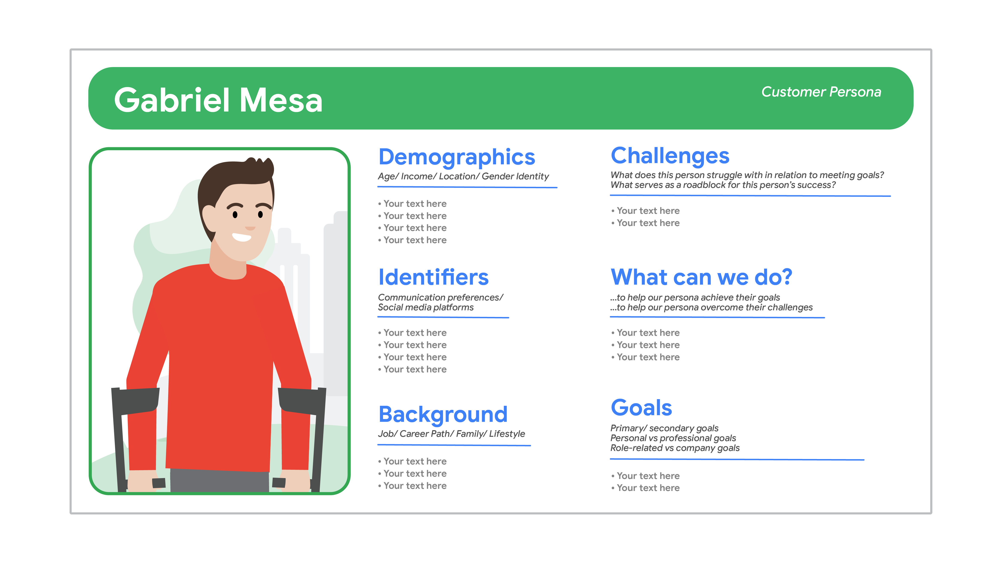 Gabriel Mesa
Customer Persona
Demographics
Age/ Income/ Location/ Gender Identity
• Your text here
• Your text here
• Your text here
• Your text here
Identifiers
Communication preferences/
Social media platforms
• Your text here
• Your text here
• Your text here
• Your text here
Background
Job/ Career Path/ Family/ Lifestyle
• Your text here
• Your text here
• Your text here
Challenges
What does this person struggle with in relation to meeting goals?
What serves as a roadblock for this person’s success?
• Your text here
• Your text here
What can we do?
...to help our persona achieve their goals
...to help our persona overcome their challenges
• Your text here
• Your text here
• Your text here
Goals
Primary/ secondary goals
Personal vs professional goals
Role-related vs company goals
• Your text here
• Your text here